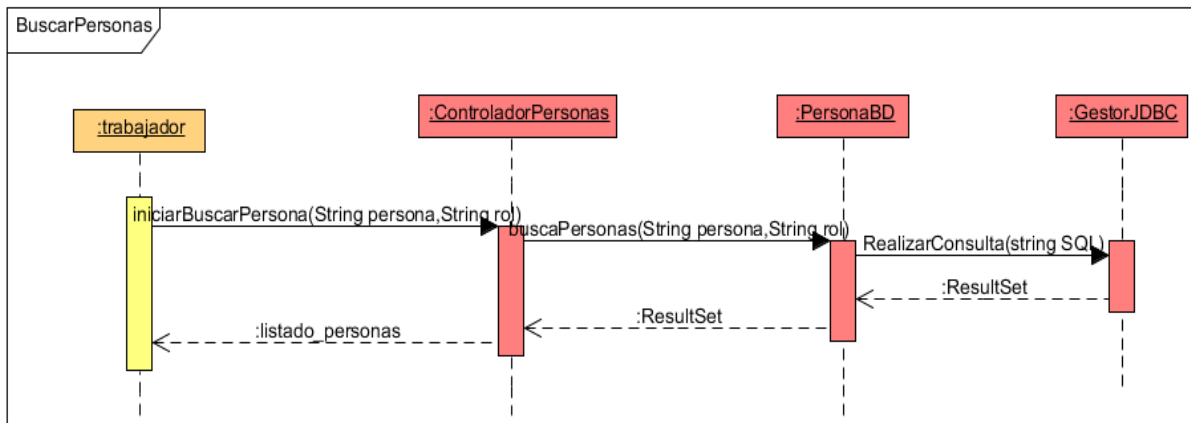 BuscarPersonas
:trabajador
:ControladorPersonas
:PersonaBD
:GestorJDBC
iniciarBuscarPersona(String persona,String rol)
buscaPersonas(String persona,String rol)
RealizarConsulta(string SQL)
:ResultSet
:ResultSet
:listado_personas